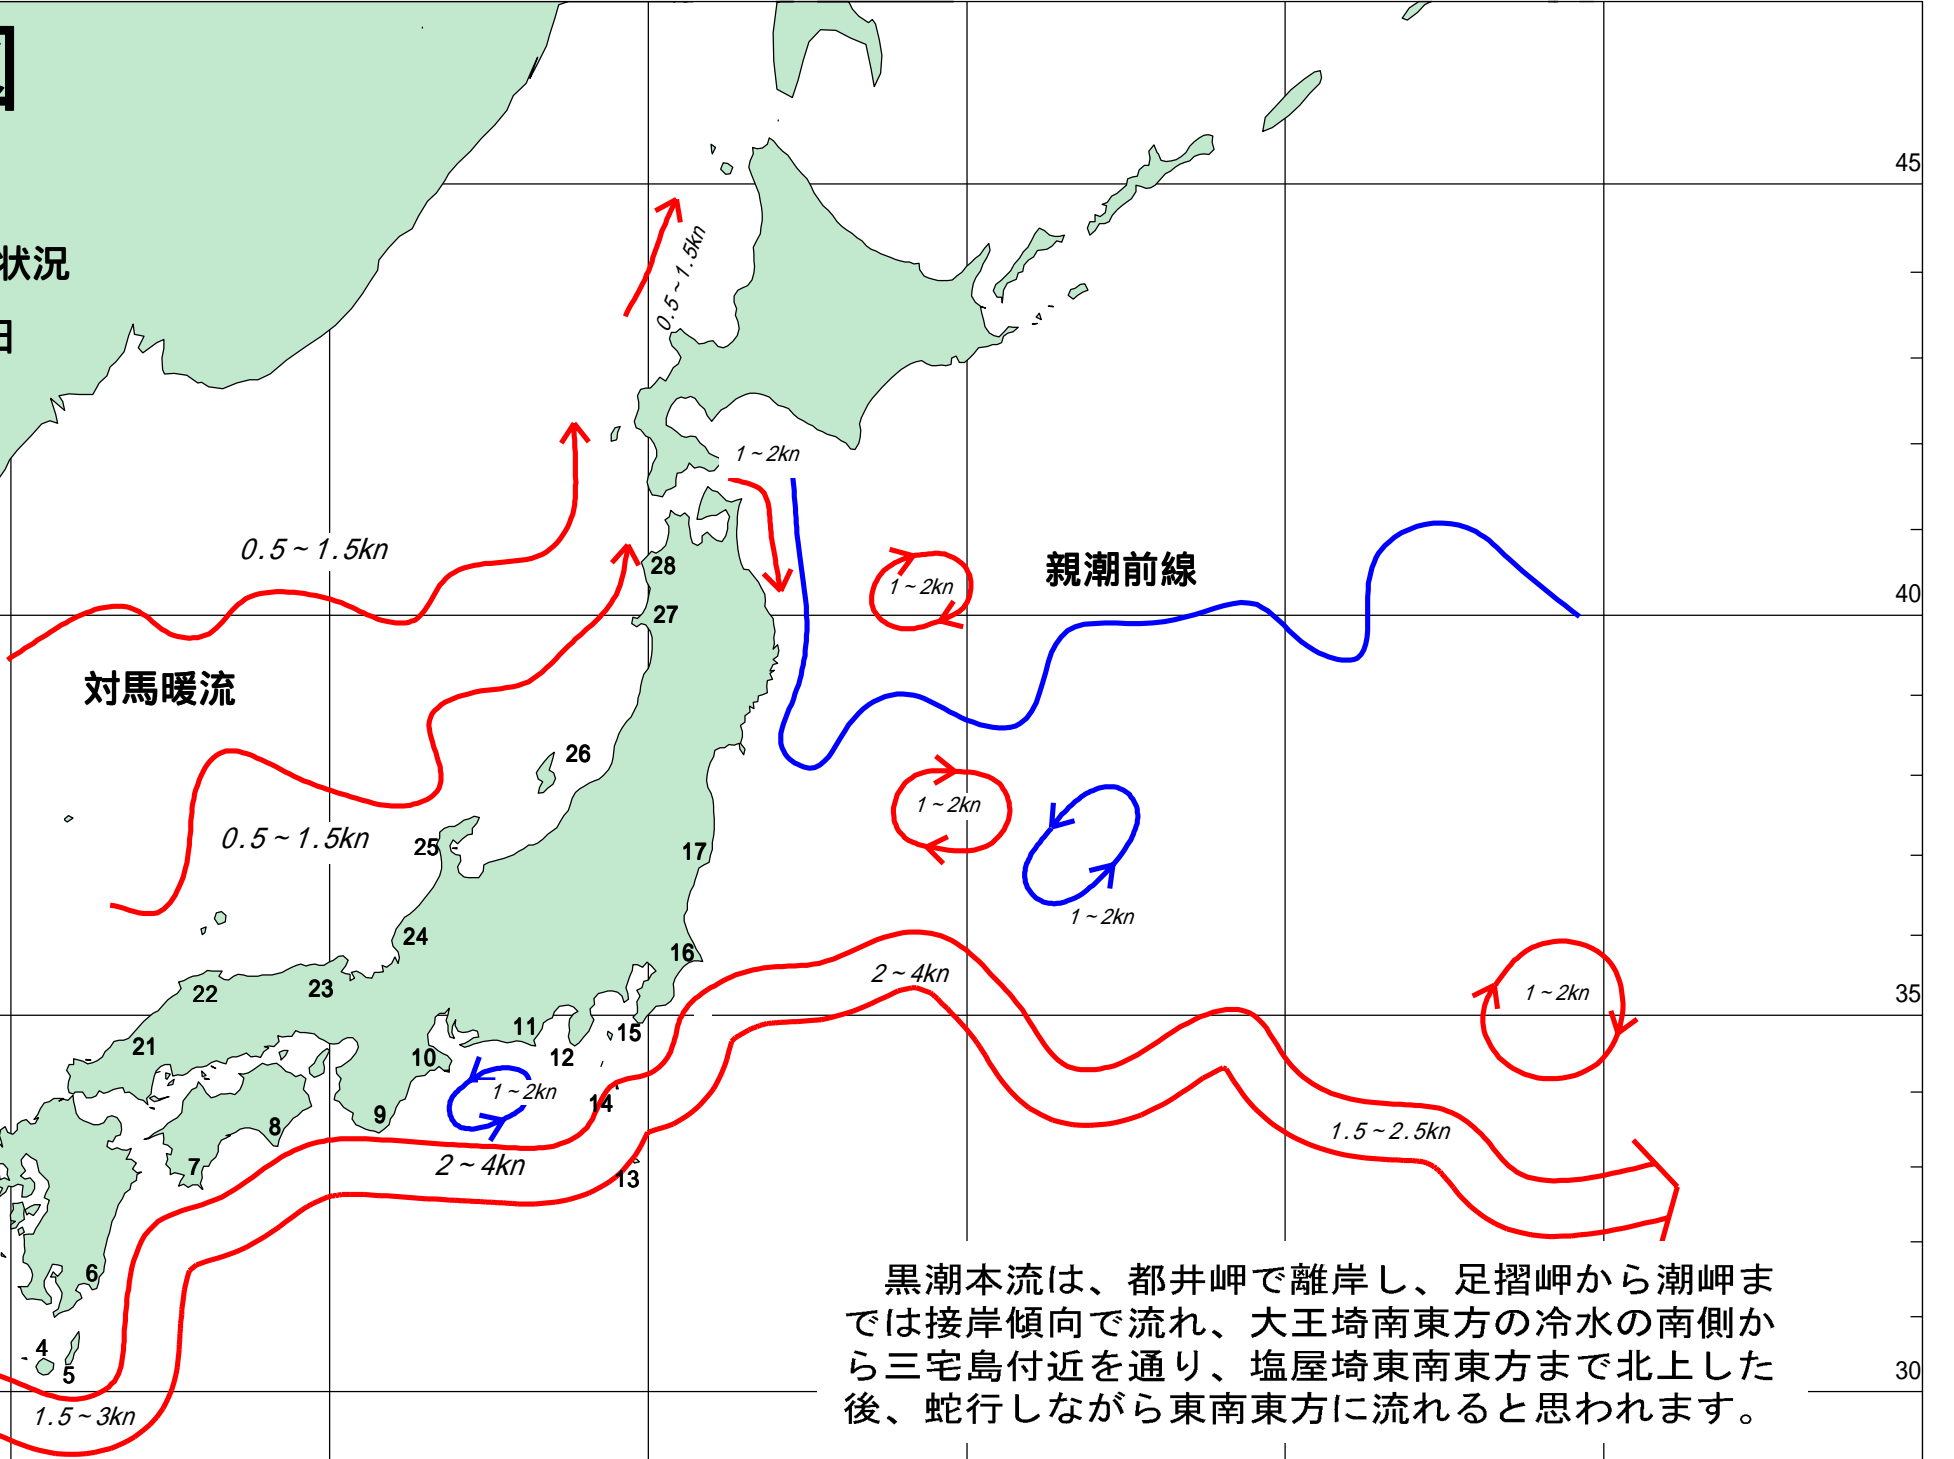 図
状況
日
45
0.5~1.5kn
1~2kn
0.5~1.5kn
親潮前線
1~2kn
28
27
40
対馬暖流
26
1~2kn
0.5~1.5kn
25
17
1~2kn
24
16
2~4kn
22
23
1~2kn
35
21
11
15
10
12
1~2kn
14
9
8
1.5~2.5kn
7
2~4kn
13
6
黒潮本流は、都井岬で離岸し、足摺岬から潮岬ま
では接岸傾向で流れ、大王埼南東方の冷水の南側か
ら三宅島付近を通り、塩屋埼東南東方まで北上した
後、蛇行しながら東南東方に流れると思われます。
4
5
30
1.5~3kn